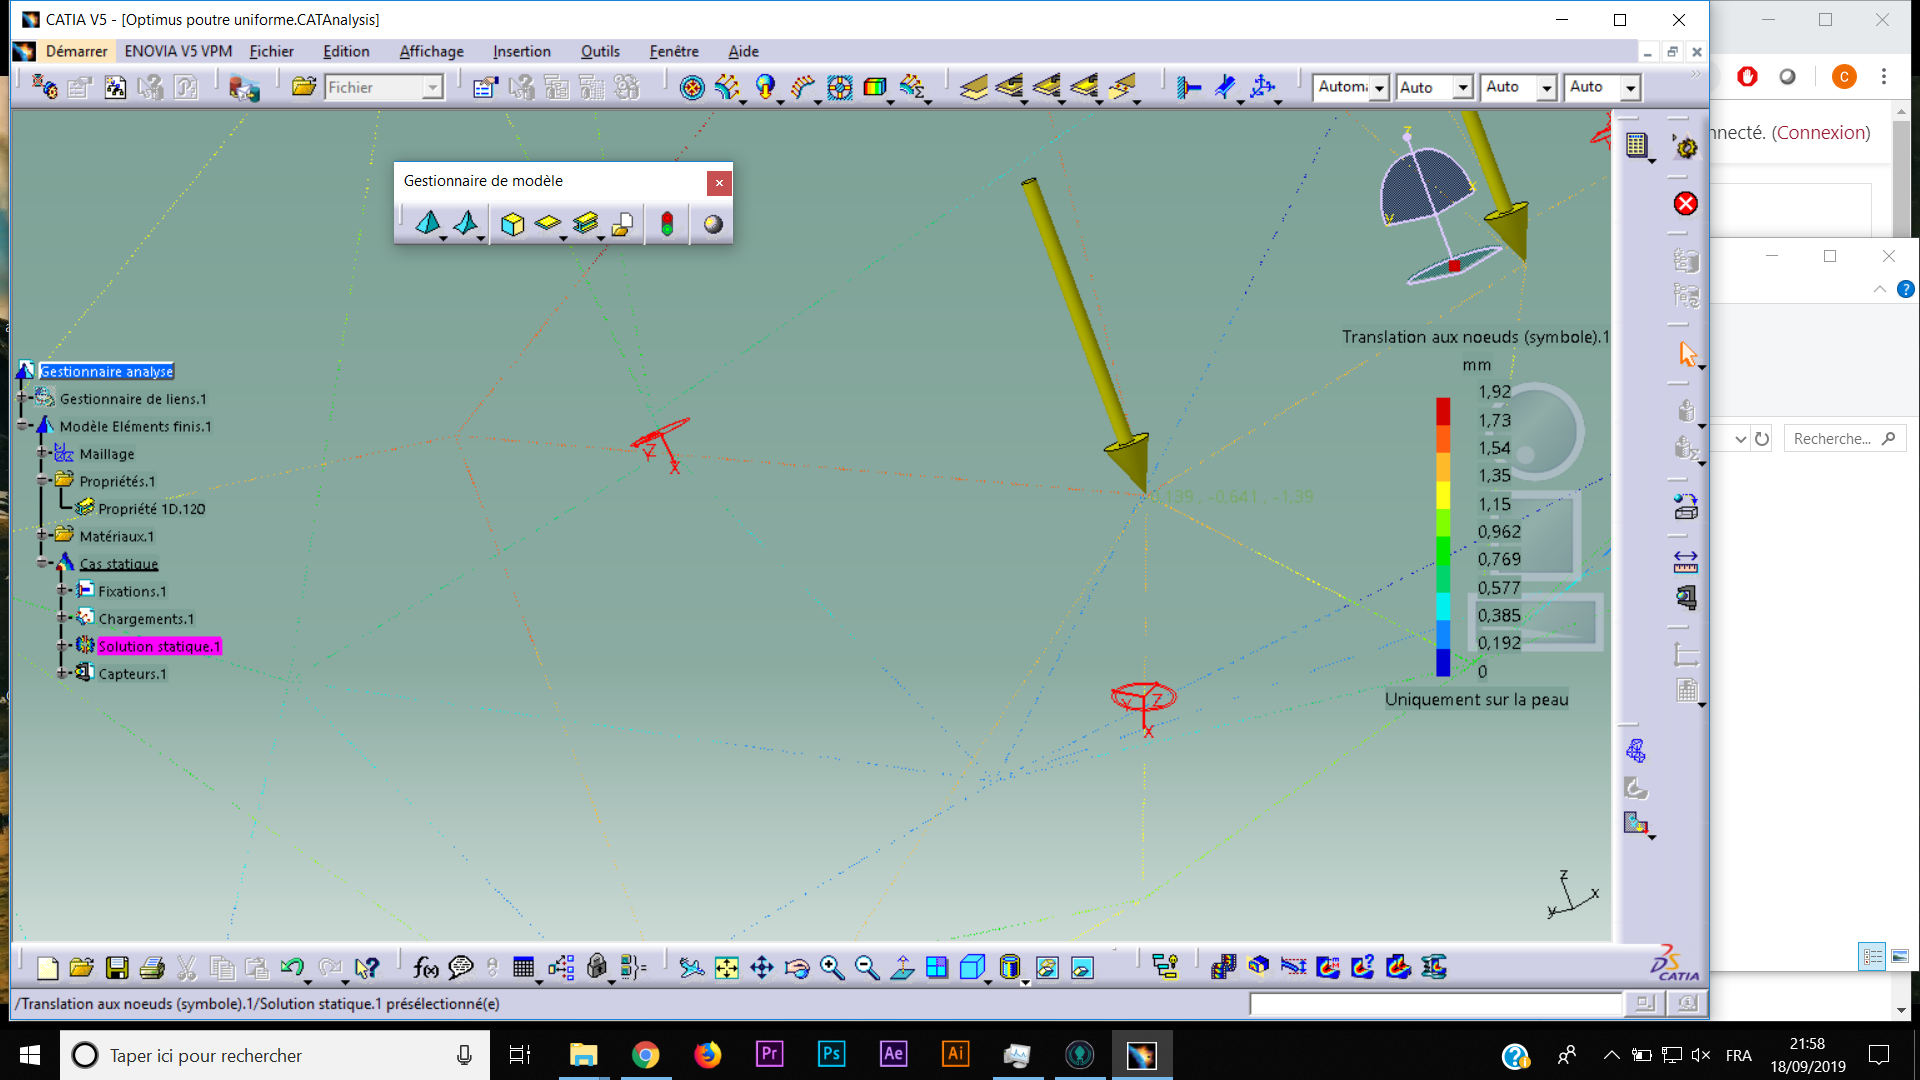 CATIA V5 - [Optimus poutre uniforme.CATAnalysis]
Démarrer ENOVIA V5 VPM Fichier Edition Affichage Insertion Outils Fenêtre Aide
Fichier
Auto
Auto
Auto
C
nnecté. (Connexion)
Gestionnaire de modèle
Gestionnaire analyse
Gestionnaire de liens.1
Modèle Eléments finis.1
Maillage
Propriétés.1
Propriété 1D.120
Matériaux.1
Cas statique
Fixations.1
Chargements.1
Solution statique.1
Capteurs.1
Translation aux noeuds (symbole).1
mm
1,92
1,73
1,54
1,35
1,15
0,962
0,769
0,577
0,385
0,192
0
Uniquement sur la peau
0,139 , -0,641 , -1,39
Y Z X
Y Z X
z x y
Recherche...
CATIA
/Translation aux noeuds (symbole).1/Solution statique.1 présélectionné(e)
Taper ici pour rechercher
Pr Ps Ae Ai
FRA
21:58
18/09/2019